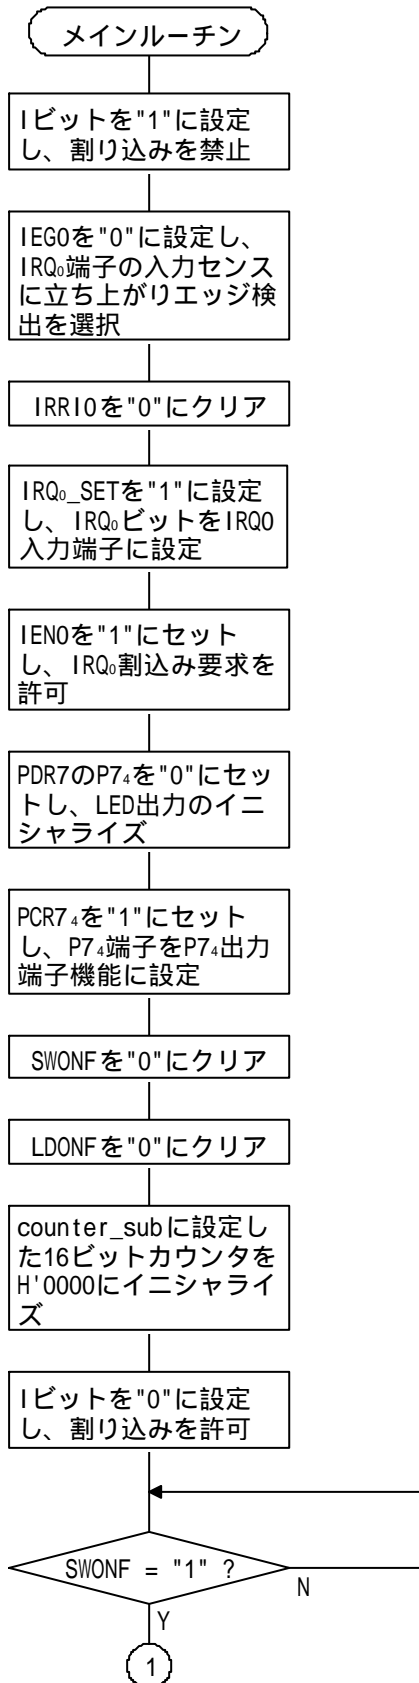 メインルーチン
Iビットを"1"に設定
し、割り込みを禁止
IEG0を"0"に設定し、
IRQ₀端子の入力センス
に立ち上がりエッジ検
出を選択
IRRI0を"0"にクリア
IRQ₀_SETを"1"に設定
し、IRQ₀ビットをIRQ0
入力端子に設定
IEN0を"1"にセット
し、IRQ₀割込み要求を
許可
PDR7のP7₄を"0"にセッ
トし、LED出力のイニ
シャライズ
PCR7₄を"1"にセット
し、P7₄端子をP7₄出力
端子機能に設定
SWONFを"0"にクリア
LDONFを"0"にクリア
counter_subに設定し
た16ビットカウンタを
H'0000にイニシャライ
ズ
Iビットを"0"に設定
し、割り込みを許可
SWONF = "1" ?
N
Y
1